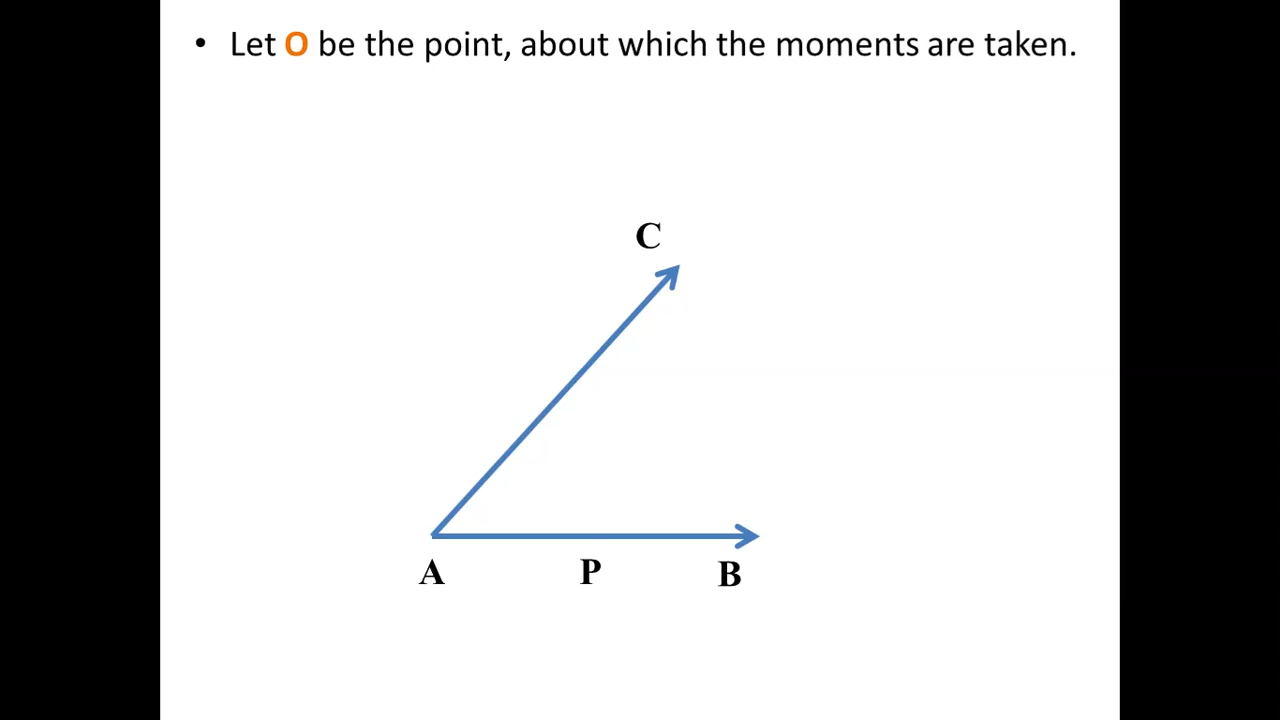 • Let O be the point, about which the moments are taken.
C
A P B